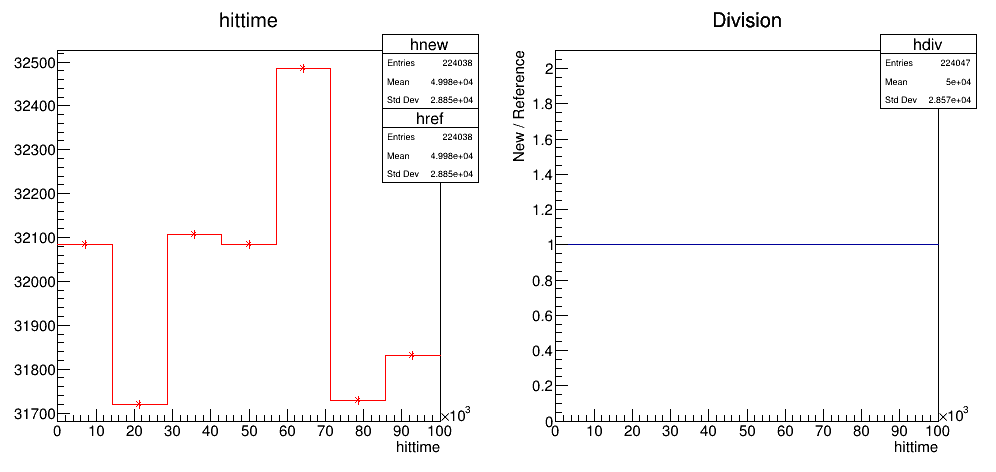 hittime
hnew
Entries 224038
Mean 4.998e+04
Std Dev 2.885e+04
href
Entries 224038
Mean 4.998e+04
Std Dev 2.885e+04
32500
32400
32300
32200
32100
32000
31900
31800
31700
0 10 20 30 40 50 60 70 80 90 100
×10³
hittime
Division
hdiv
Entries 224047
Mean 5e+04
Std Dev 2.857e+04
New / Reference
2
1.8
1.6
1.4
1.2
1
0.8
0.6
0.4
0.2
0
0 10 20 30 40 50 60 70 80 90 100
×10³
hittime